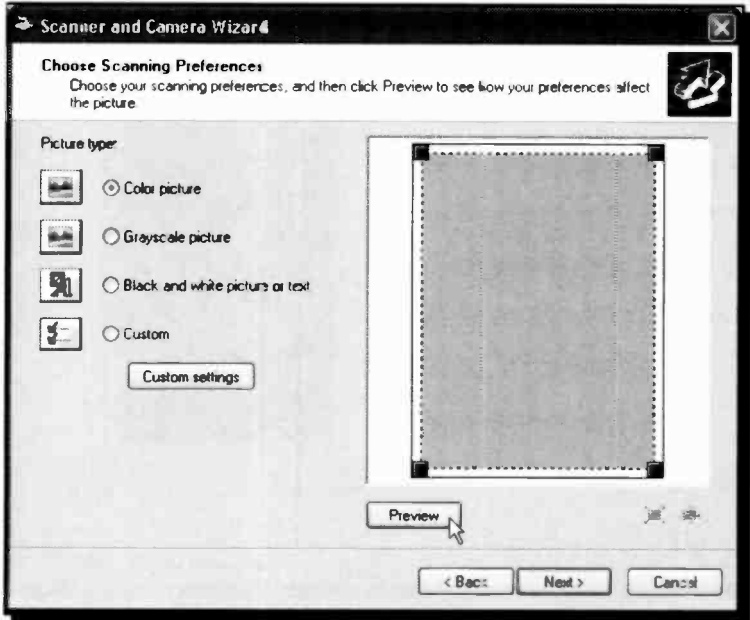 Scanner and Camera Wizard
Choose Scanning Preferences
Choose your scanning preferences, and then click Preview to see how your preferences affect
the picture.
Picture type:
Color picture
Grayscale picture
Black and white picture or text
Custom
Custom settings
Preview
< Back
Next >
Cancel